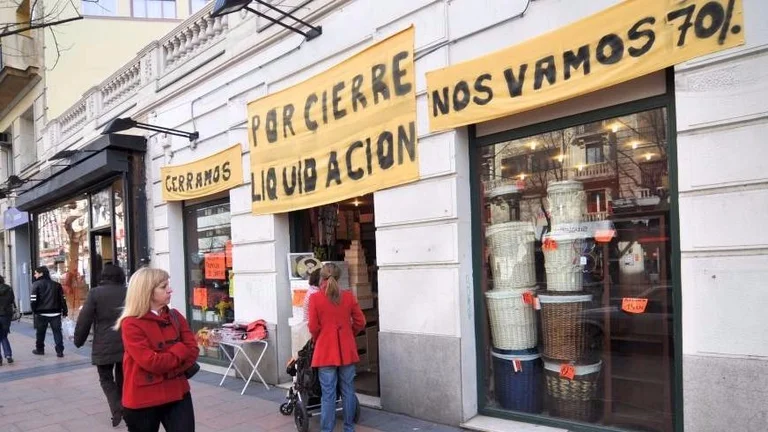 CERRAMOS
POR CIERRE
LIQUIDACION
NOS VAMOS 70%